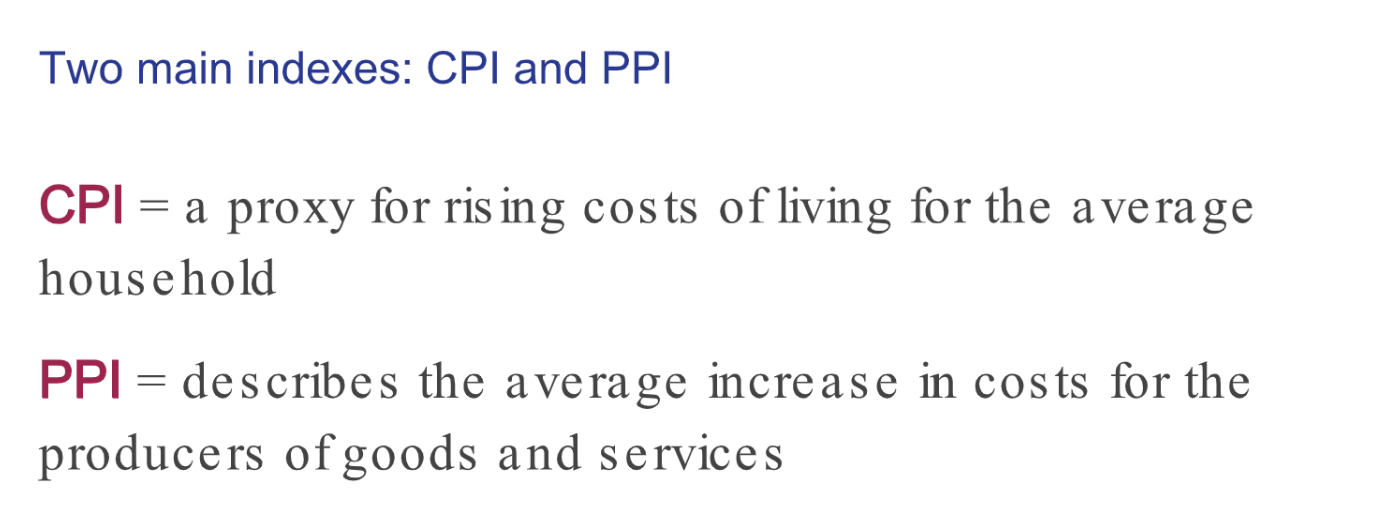 Two main indexes: CPI and PPI
CPI = a proxy for rising costs of living for the average
household
PPI = describes the average increase in costs for the
producers of goods and services